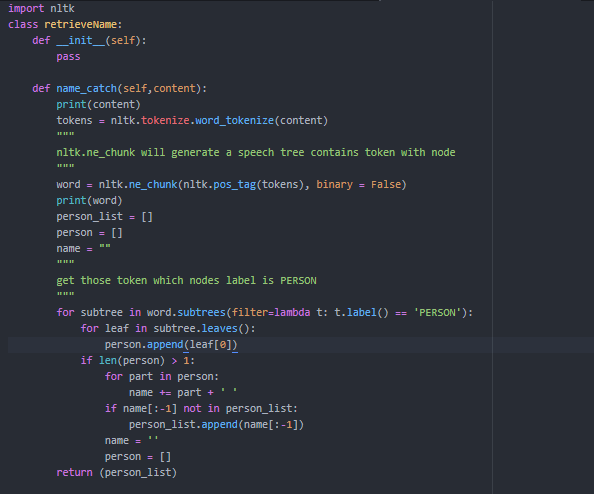 import nltk
class retrieveName:
    def __init__(self):
        pass

    def name_catch(self,content):
        print(content)
        tokens = nltk.tokenize.word_tokenize(content)
        """
        nltk.ne_chunk will generate a speech tree contains token with node
        """
        word = nltk.ne_chunk(nltk.pos_tag(tokens), binary = False)
        print(word)
        person_list = []
        person = []
        name = ""
        """
        get those token which nodes label is PERSON
        """
        for subtree in word.subtrees(filter=lambda t: t.label() == 'PERSON'):
            for leaf in subtree.leaves():
                person.append(leaf[0])
            if len(person) > 1:
                for part in person:
                    name += part + ' '
                if name[:-1] not in person_list:
                    person_list.append(name[:-1])
                name = ''
                person = []
        return (person_list)